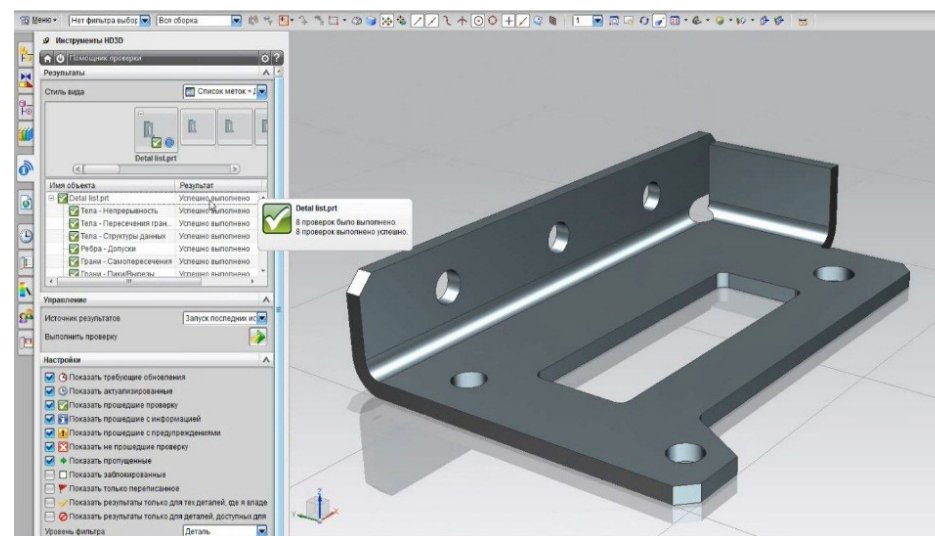 Меню
Нет фильтра выбор
Вся сборка
1
Инструменты HD3D
Помощник проверки
Результаты
Стиль вида
Список меток +
Detal list.prt
Имя объекта Результат
Detal list.prt Успешно выполнено
Тела - Непрерывность Успешно выполнено
Тела - Пересечения гран... Успешно выполнено
Тела - Структуры данных Успешно выполнено
Ребра - Допуски Успешно выполнено
Грани - Самопересечения Успешно выполнено
Грани - Пики/Вырезы Успешно выполнено
Detal list.prt
8 проверок было выполнено.
8 проверок выполнено успешно.
Управление
Источник результатов Запуск последних ис
Выполнить проверку
Настройки
Показать требующие обновления
Показать актуализированные
Показать прошедшие проверку
Показать прошедшие с информацией
Показать прошедшие с предупреждениями
Показать не прошедшие проверку
Показать пропущенные
Показать заблокированные
Показать только переписанное
Показать результаты только для тех деталей, где я владе
Показать результаты только для деталей, доступных для
Уровень фильтра Деталь